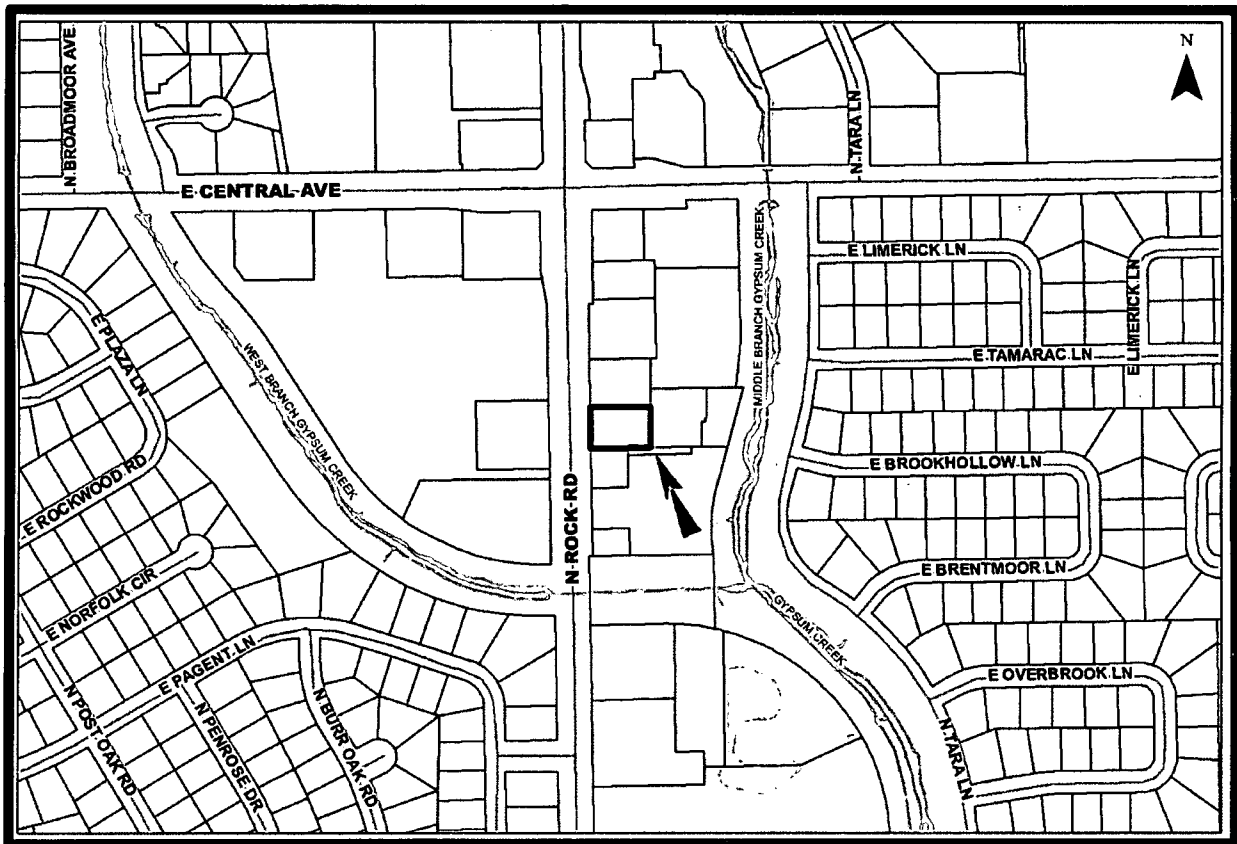 N
N BROADMOOR AVE
N TARA LN
E CENTRAL AVE
E LIMERICK LN
MIDDLE BRANCH GYPSUM CREEK
E LIMERICK LN
E PLAZA LN
E TAMARAC LN
WEST BRANCH GYPSUM CREEK
E ROCKWOOD RD
E BROOKHOLLOW LN
N ROCK RD
E NORFOLK CIR
E BRENTMOOR LN
GYPSUM CREEK
E PAGENT LN
E OVERBROOK LN
N POST OAK RD
N PENROSE DR
N BURR OAK RD
N TARA LN